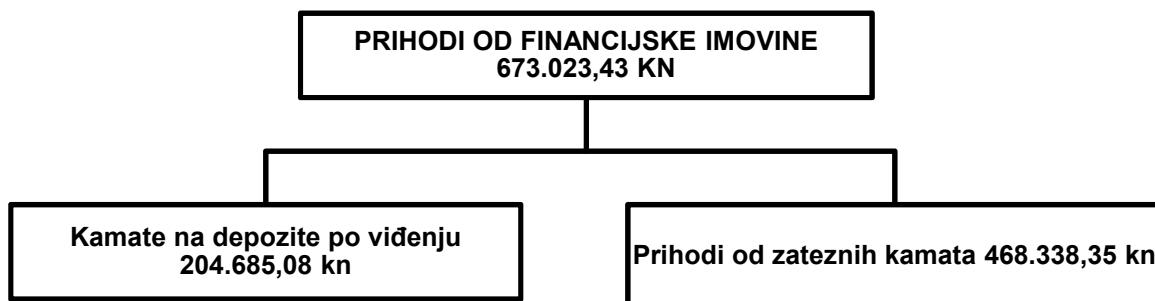 PRIHODI OD FINANCIJSKE IMOVINE
673.023,43 KN
Kamate na depozite po viđenju
204.685,08 kn
Prihodi od zateznih kamata 468.338,35 kn